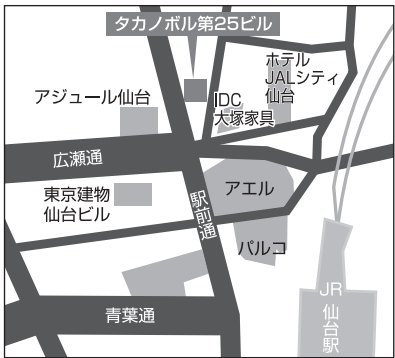 タカノボル第25ビル
ホテル
JALシティ
仙台
アジュール仙台
IDC
大塚家具
広瀬通
東京建物
仙台ビル
アエル
駅前通
パルコ
青葉通
JR
仙台駅